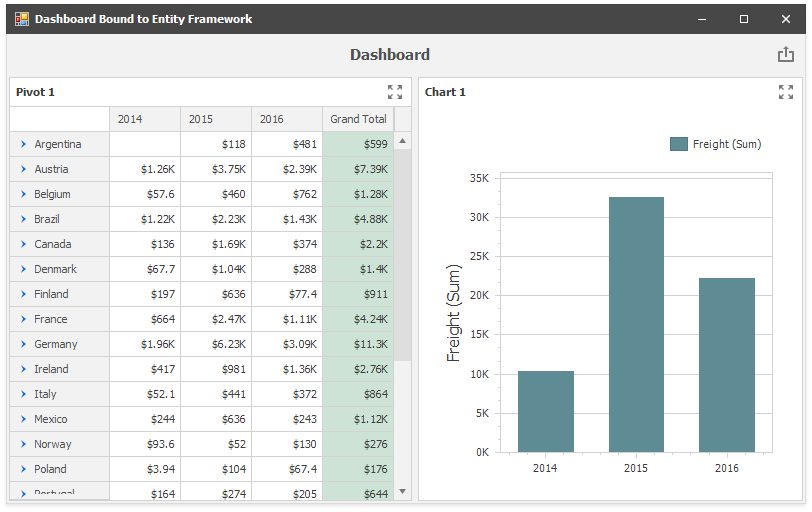 Dashboard Bound to Entity Framework
Dashboard
Pivot 1
2014 2015 2016 Grand Total
Argentina $118 $481 $599
Austria $1.26K $3.75K $2.39K $7.39K
Belgium $57.6 $460 $762 $1.28K
Brazil $1.22K $2.23K $1.43K $4.88K
Canada $136 $1.69K $374 $2.2K
Denmark $67.7 $1.04K $288 $1.4K
Finland $197 $636 $77.4 $911
France $664 $2.47K $1.11K $4.24K
Germany $1.96K $6.23K $3.09K $11.3K
Ireland $417 $981 $1.36K $2.76K
Italy $52.1 $441 $372 $864
Mexico $244 $636 $243 $1.12K
Norway $93.6 $52 $130 $276
Poland $3.94 $104 $67.4 $176
Portugal $164 $274 $205 $644
Chart 1
Freight (Sum)
Freight (Sum)
35K
30K
25K
20K
15K
10K
5K
0K
2014 2015 2016